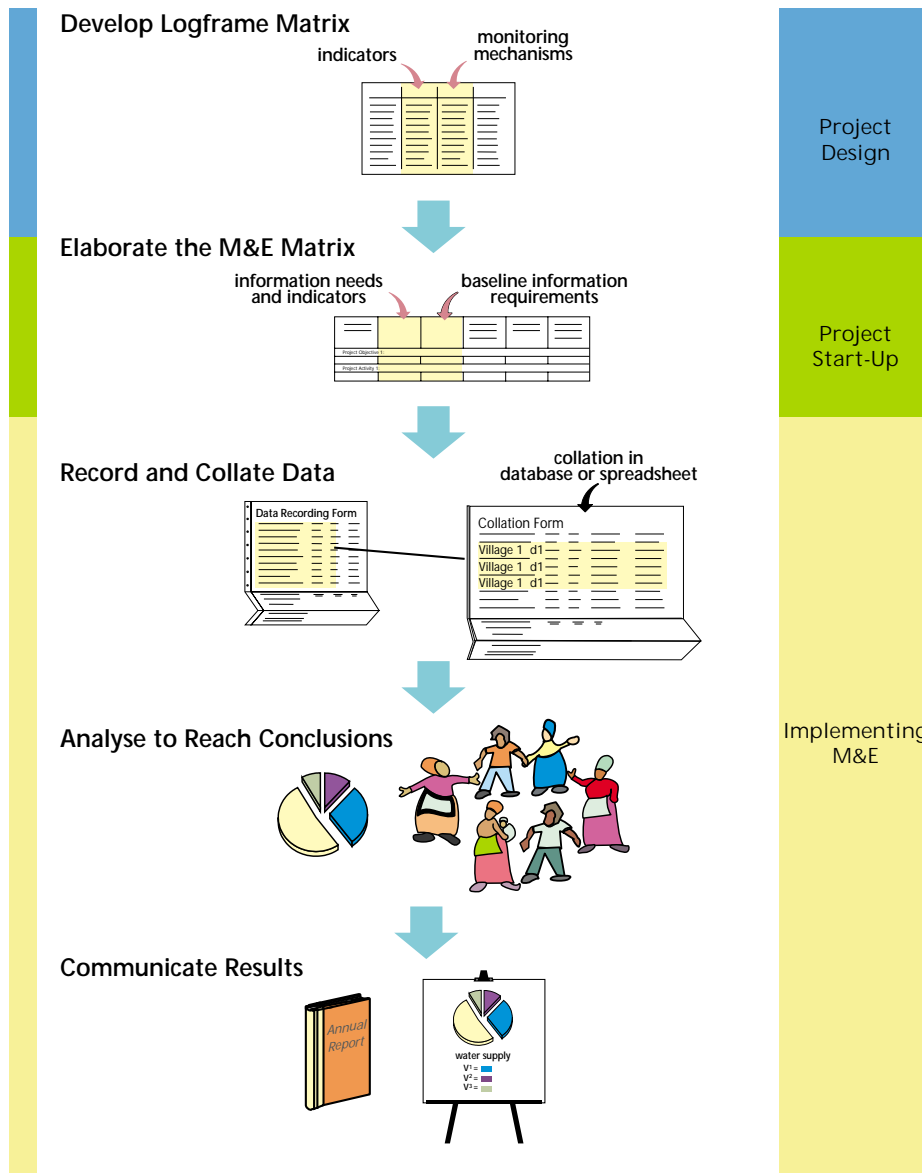 Develop Logframe Matrix
indicators
monitoring
mechanisms
Project
Design
Elaborate the M&E Matrix
information needs
and indicators
baseline information
requirements
Project Objective 1:
Project Activity 1:
Project
Start-Up
Record and Collate Data
collation in
database or spreadsheet
Data Recording Form
Collation Form
Village 1 d1
Village 1 d1
Village 1 d1
Analyse to Reach Conclusions
Implementing
M&E
Communicate Results
Annual
Report
water supply
V¹ =
V² =
V³ =